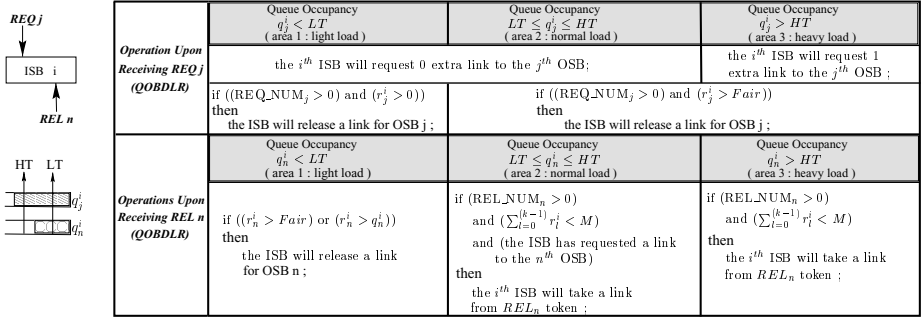 REQ j
ISB i
REL n
HT LT
q_j^i
q_n^i
Operation Upon
Receiving REQ j
(QOBDLR)
Queue Occupancy
q_j^i < LT
( area 1 : light load )
Queue Occupancy
LT ≤ q_j^i ≤ HT
( area 2 : normal load )
Queue Occupancy
q_j^i > HT
( area 3 : heavy load )
the i^th ISB will request 0 extra link to the j^th OSB;
the i^th ISB will request 1
extra link to the j^th OSB ;
if ((REQ_NUM_j > 0) and (r_j^i > 0))
then
the ISB will release a link for OSB j ;
if ((REQ_NUM_j > 0) and (r_j^i > Fair))
then
the ISB will release a link for OSB j ;
Operations Upon
Receiving REL n
(QOBDLR)
Queue Occupancy
q_n^i < LT
( area 1 : light load )
Queue Occupancy
LT ≤ q_n^i ≤ HT
( area 2 : normal load )
Queue Occupancy
q_n^i > HT
( area 3 : heavy load )
if ((r_n^i > Fair) or (r_n^i > q_n^i))
then
the ISB will release a link
for OSB n ;
if (REL_NUM_n > 0)
and (∑_{l=0}^{(k-1)} r_l^i < M)
and (the ISB has requested a link
to the n^th OSB)
then
the i^th ISB will take a link
from REL_n token ;
if (REL_NUM_n > 0)
and (∑_{l=0}^{(k-1)} r_l^i < M)
then
the i^th ISB will take a link
from REL_n token ;